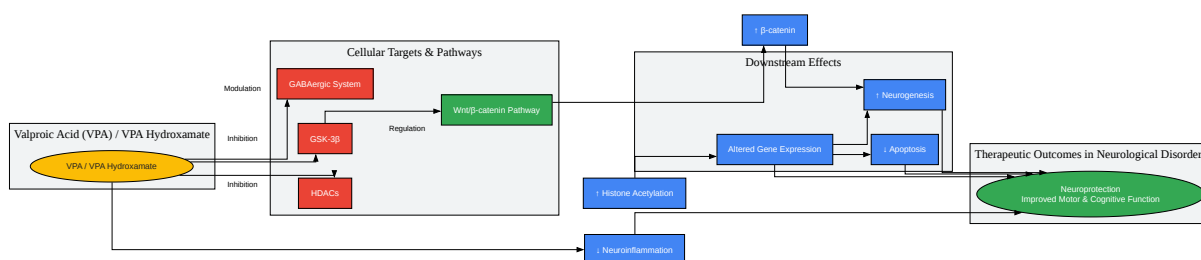 ↑ β-catenin
Cellular Targets & Pathways
Downstream Effects
GABAergic System
Modulation
↑ Neurogenesis
Wnt/β-catenin Pathway
Regulation
Valproic Acid (VPA) / VPA Hydroxamate
Inhibition
GSK-3β
Altered Gene Expression
↓ Apoptosis
Therapeutic Outcomes in Neurological Disorder
VPA / VPA Hydroxamate
Inhibition
HDACs
↑ Histone Acetylation
Neuroprotection
Improved Motor & Cognitive Function
↓ Neuroinflammation